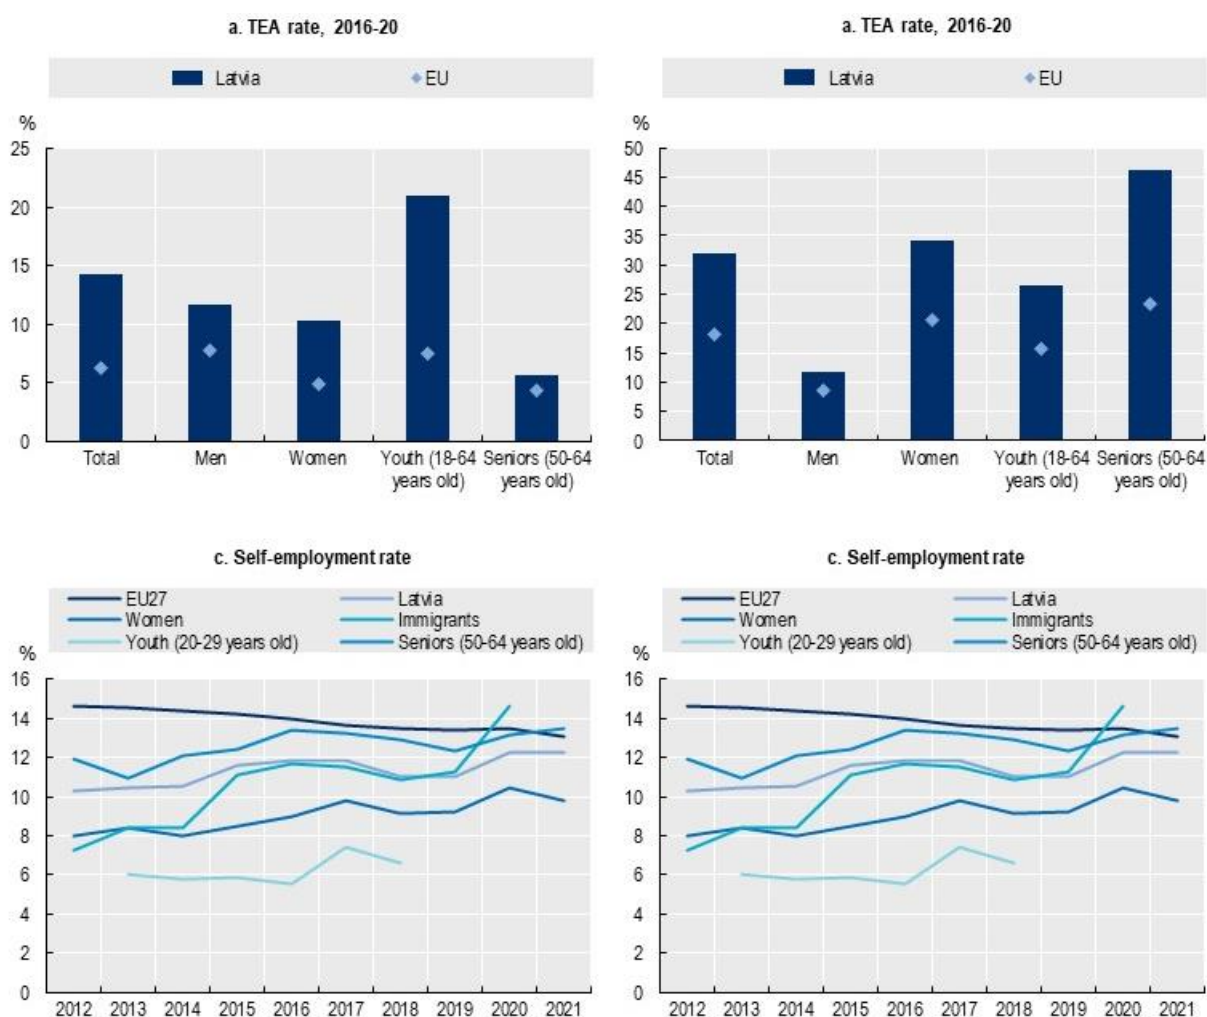 a. TEA rate, 2016-20
Latvia EU
%
25
20
15
10
5
0
Total Men Women Youth (18-64 Seniors (50-64
years old) years old)
a. TEA rate, 2016-20
Latvia EU
%
50
45
40
35
30
25
20
15
10
5
0
Total Men Women Youth (18-64 Seniors (50-64
years old) years old)
c. Self-employment rate
EU27 Latvia
Women Immigrants
Youth (20-29 years old) Seniors (50-64 years old)
%
16
14
12
10
8
6
4
2
0
2012 2013 2014 2015 2016 2017 2018 2019 2020 2021
c. Self-employment rate
EU27 Latvia
Women Immigrants
Youth (20-29 years old) Seniors (50-64 years old)
%
16
14
12
10
8
6
4
2
0
2012 2013 2014 2015 2016 2017 2018 2019 2020 2021